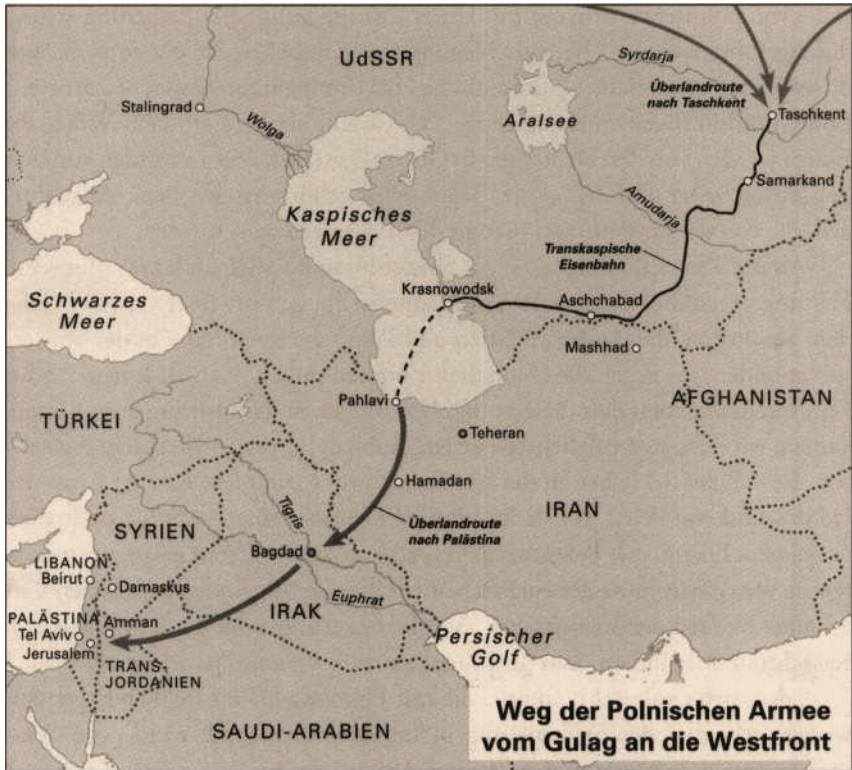 UdSSR
Syrdarja
Überlandroute
nach Taschkent
Stalingrad
Wolga
Aralsee
Taschkent
Samarkand
Kaspisches
Meer
Amudarja
Transkaspische
Eisenbahn
Krasnowodsk
Schwarzes
Meer
Aschchabad
Mashhad
Pahlavi
AFGHANISTAN
TÜRKEI
Teheran
Hamadan
Tigris
IRAN
Überlandroute
nach Palästina
SYRIEN
Bagdad
LIBANON
Beirut
Damaskus
Euphrat
IRAK
PALÄSTINA
Amman
Tel Aviv
Jerusalem
Persischer
Golf
TRANS-
JORDANIEN
SAUDI-ARABIEN
Weg der Polnischen Armee
vom Gulag an die Westfront